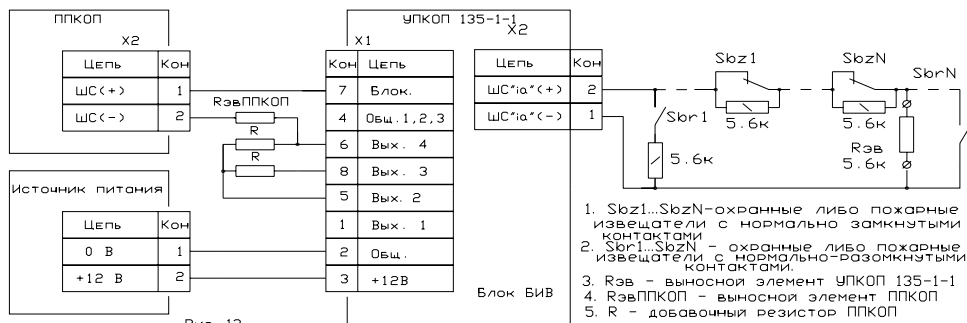 ППКОП
X2
Цепь Кон
ШС(+) 1
ШС(-) 2
RэвППКОП
R
R
Источник питания
Цепь Кон
0 В 1
+12 В 2
УПКОП 135-1-1
X1
Кон Цепь
7 Блок.
4 Общ.1,2,3
6 Вых. 4
8 Вых. 3
5 Вых. 2
1 Вых. 1
2 Общ.
3 +12В
X2
Цепь Кон
ШС"iа"(+) 2
ШС"iа"(-) 1
Блок БИВ
Sbz1
5.6к
SbzN
5.6к
SbrN
Sbr1
5.6к
Rэв
5.6к
1. Sbz1...SbzN-охранные либо пожарные
извещатели с нормально замкнутыми
контактами
2. Sbr1...SbzN - охранные либо пожарные
извещатели с нормально-разомкнутыми
контактами.
3. Rэв - выносной элемент УПКОП 135-1-1
4. RэвППКОП - выносной элемент ППКОП
5. R - добавочный резистор ППКОП